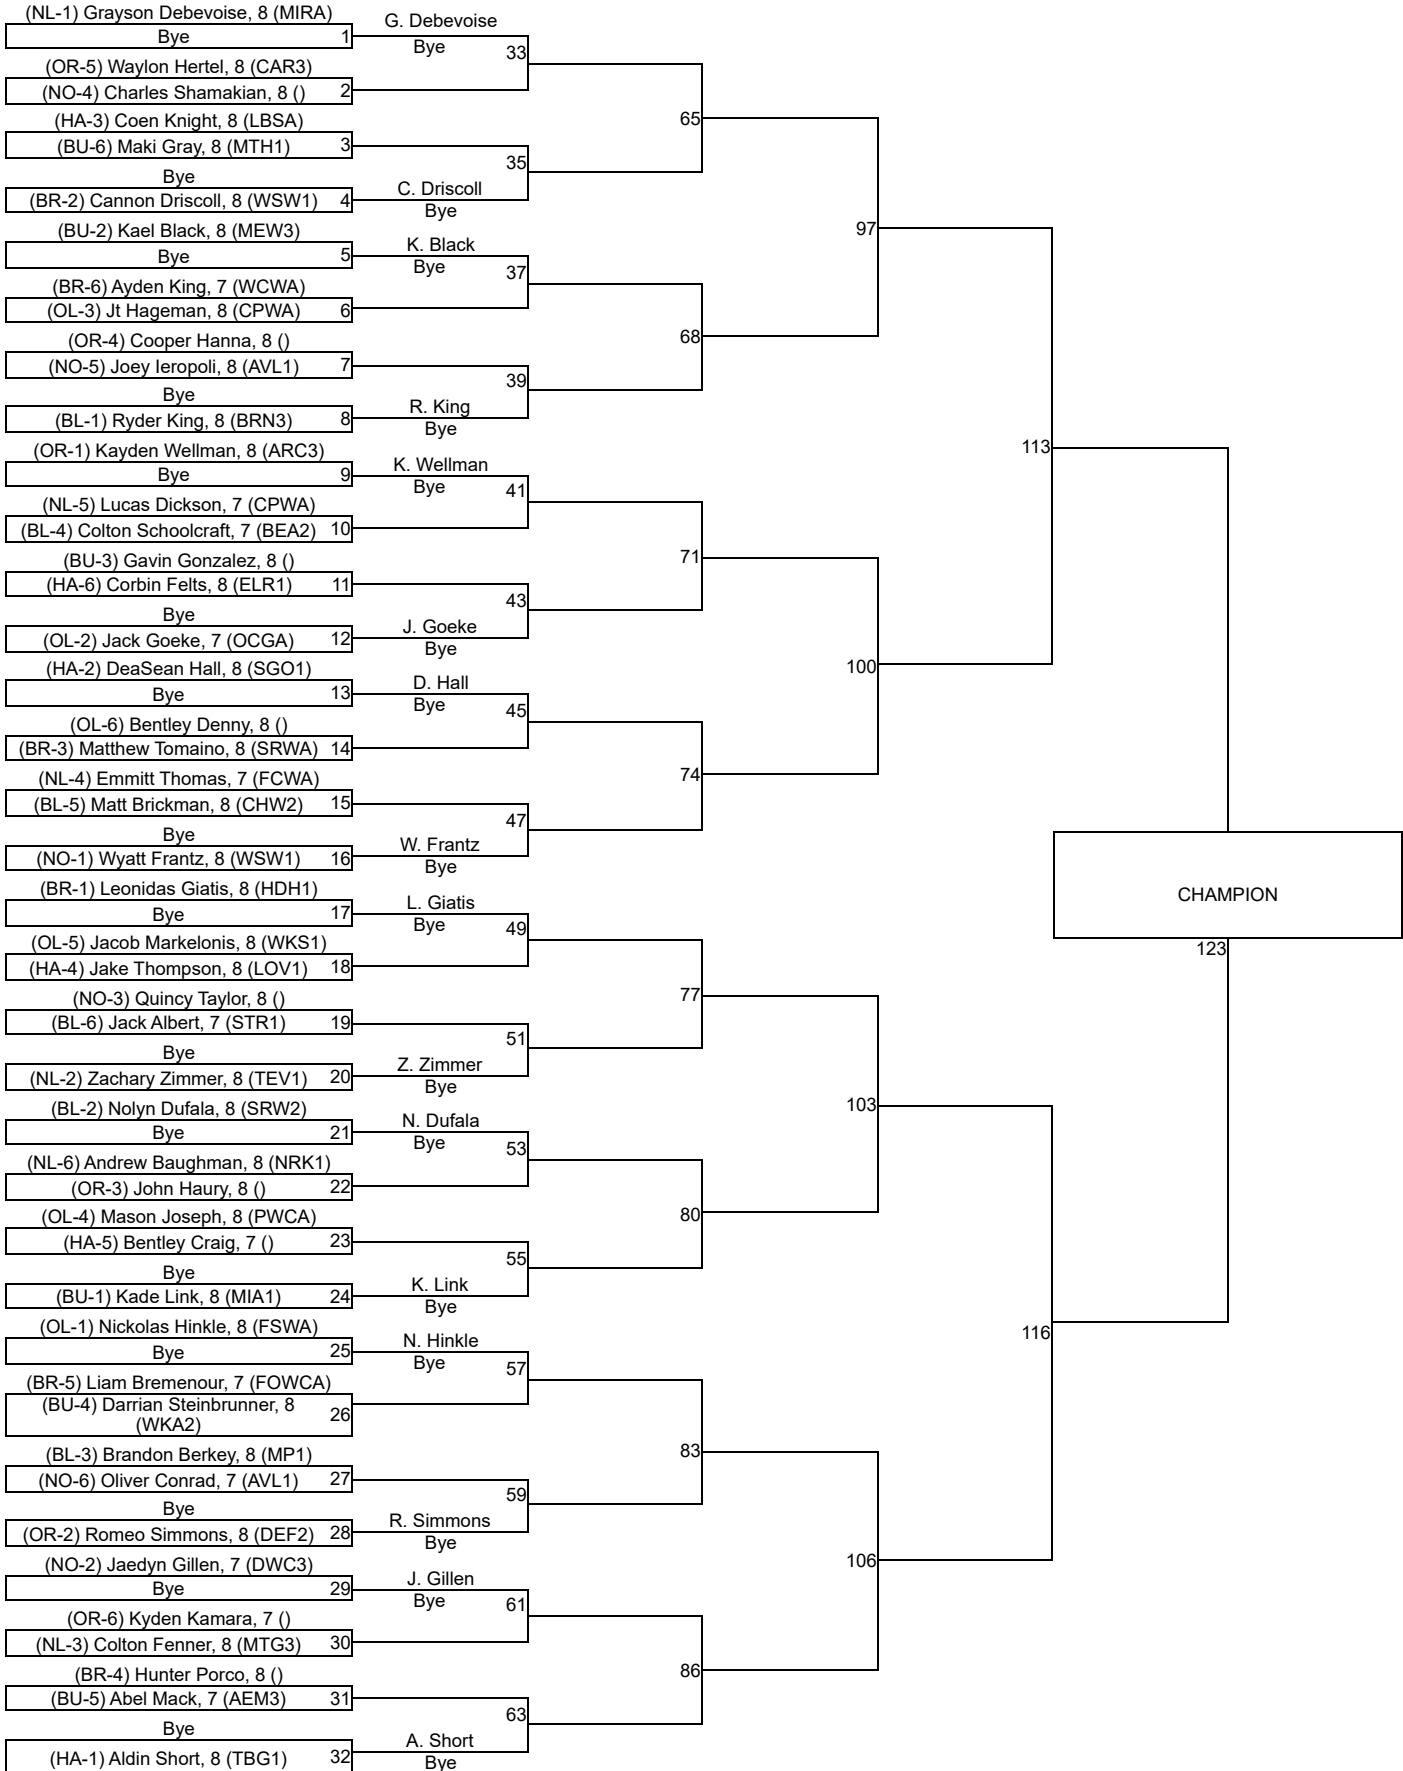 (NL-1) Grayson Debevoise, 8 (MIRA)
Bye 1
(OR-5) Waylon Hertel, 8 (CAR3)
(NO-4) Charles Shamakian, 8 () 2
(HA-3) Coen Knight, 8 (LBSA)
(BU-6) Maki Gray, 8 (MTH1) 3
Bye
(BR-2) Cannon Driscoll, 8 (WSW1) 4
(BU-2) Kael Black, 8 (MEW3)
Bye 5
(BR-6) Ayden King, 7 (WCWA)
(OL-3) Jt Hageman, 8 (CPWA) 6
(OR-4) Cooper Hanna, 8 ()
(NO-5) Joey Ieropoli, 8 (AVL1) 7
Bye
(BL-1) Ryder King, 8 (BRN3) 8
(OR-1) Kayden Wellman, 8 (ARC3)
Bye 9
(NL-5) Lucas Dickson, 7 (CPWA)
(BL-4) Colton Schoolcraft, 7 (BEA2) 10
(BU-3) Gavin Gonzalez, 8 ()
(HA-6) Corbin Felts, 8 (ELR1) 11
Bye
(OL-2) Jack Goeke, 7 (OCGA) 12
(HA-2) DeaSean Hall, 8 (SGO1)
Bye 13
(OL-6) Bentley Denny, 8 ()
(BR-3) Matthew Tomaino, 8 (SRWA) 14
(NL-4) Emmitt Thomas, 7 (FCWA)
(BL-5) Matt Brickman, 8 (CHW2) 15
Bye
(NO-1) Wyatt Frantz, 8 (WSW1) 16
(BR-1) Leonidas Giatis, 8 (HDH1)
Bye 17
(OL-5) Jacob Markelonis, 8 (WKS1)
(HA-4) Jake Thompson, 8 (LOV1) 18
(NO-3) Quincy Taylor, 8 ()
(BL-6) Jack Albert, 7 (STR1) 19
Bye
(NL-2) Zachary Zimmer, 8 (TEV1) 20
(BL-2) Nolyn Dufala, 8 (SRW2)
Bye 21
(NL-6) Andrew Baughman, 8 (NRK1)
(OR-3) John Haury, 8 () 22
(OL-4) Mason Joseph, 8 (PWCA)
(HA-5) Bentley Craig, 7 () 23
Bye
(BU-1) Kade Link, 8 (MIA1) 24
(OL-1) Nickolas Hinkle, 8 (FSWA)
Bye 25
(BR-5) Liam Bremenour, 7 (FOWCA)
(BU-4) Darrian Steinbrunner, 8
(WKA2) 26
(BL-3) Brandon Berkey, 8 (MP1)
(NO-6) Oliver Conrad, 7 (AVL1) 27
Bye
(OR-2) Romeo Simmons, 8 (DEF2) 28
(NO-2) Jaedyn Gillen, 7 (DWC3)
Bye 29
(OR-6) Kyden Kamara, 7 ()
(NL-3) Colton Fenner, 8 (MTG3) 30
(BR-4) Hunter Porco, 8 ()
(BU-5) Abel Mack, 7 (AEM3) 31
Bye
(HA-1) Aldin Short, 8 (TBG1) 32
G. Debevoise
Bye 33
35
C. Driscoll
Bye
K. Black
Bye 37
39
R. King
Bye
K. Wellman
Bye 41
43
J. Goeke
Bye
D. Hall
Bye 45
47
W. Frantz
Bye
L. Giatis
Bye 49
51
Z. Zimmer
Bye
N. Dufala
Bye 53
55
K. Link
Bye
N. Hinkle
Bye 57
59
R. Simmons
Bye
J. Gillen
Bye 61
63
A. Short
Bye
65
68
71
74
77
80
83
86
97
100
103
106
113
116
CHAMPION
123